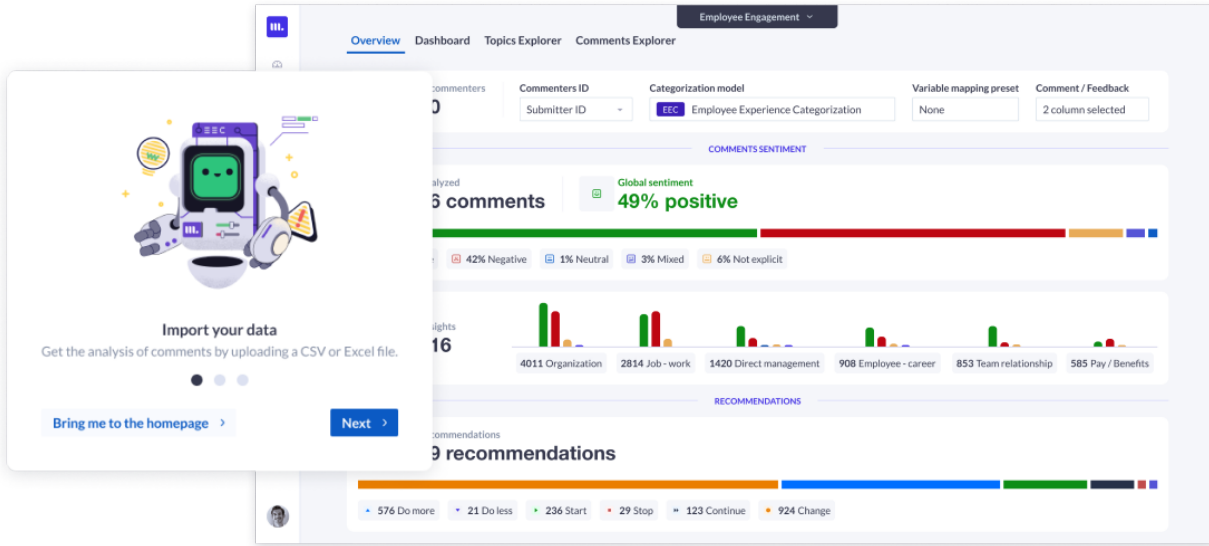 m.
Employee Engagement
Overview Dashboard Topics Explorer Comments Explorer
commenters
0
Commenters ID
Submitter ID
Categorization model
EEC Employee Experience Categorization
Variable mapping preset
None
Comment / Feedback
2 column selected
COMMENTS SENTIMENT
alyzed
6 comments
Global sentiment
49% positive
42% Negative 1% Neutral 3% Mixed 6% Not explicit
sights
16
4011 Organization 2814 Job - work 1420 Direct management 908 Employee - career 853 Team relationship 585 Pay / Benefits
RECOMMENDATIONS
commendations
9 recommendations
576 Do more 21 Do less 236 Start 29 Stop 123 Continue 924 Change
EEC
m.
Import your data
Get the analysis of comments by uploading a CSV or Excel file.
Bring me to the homepage
Next